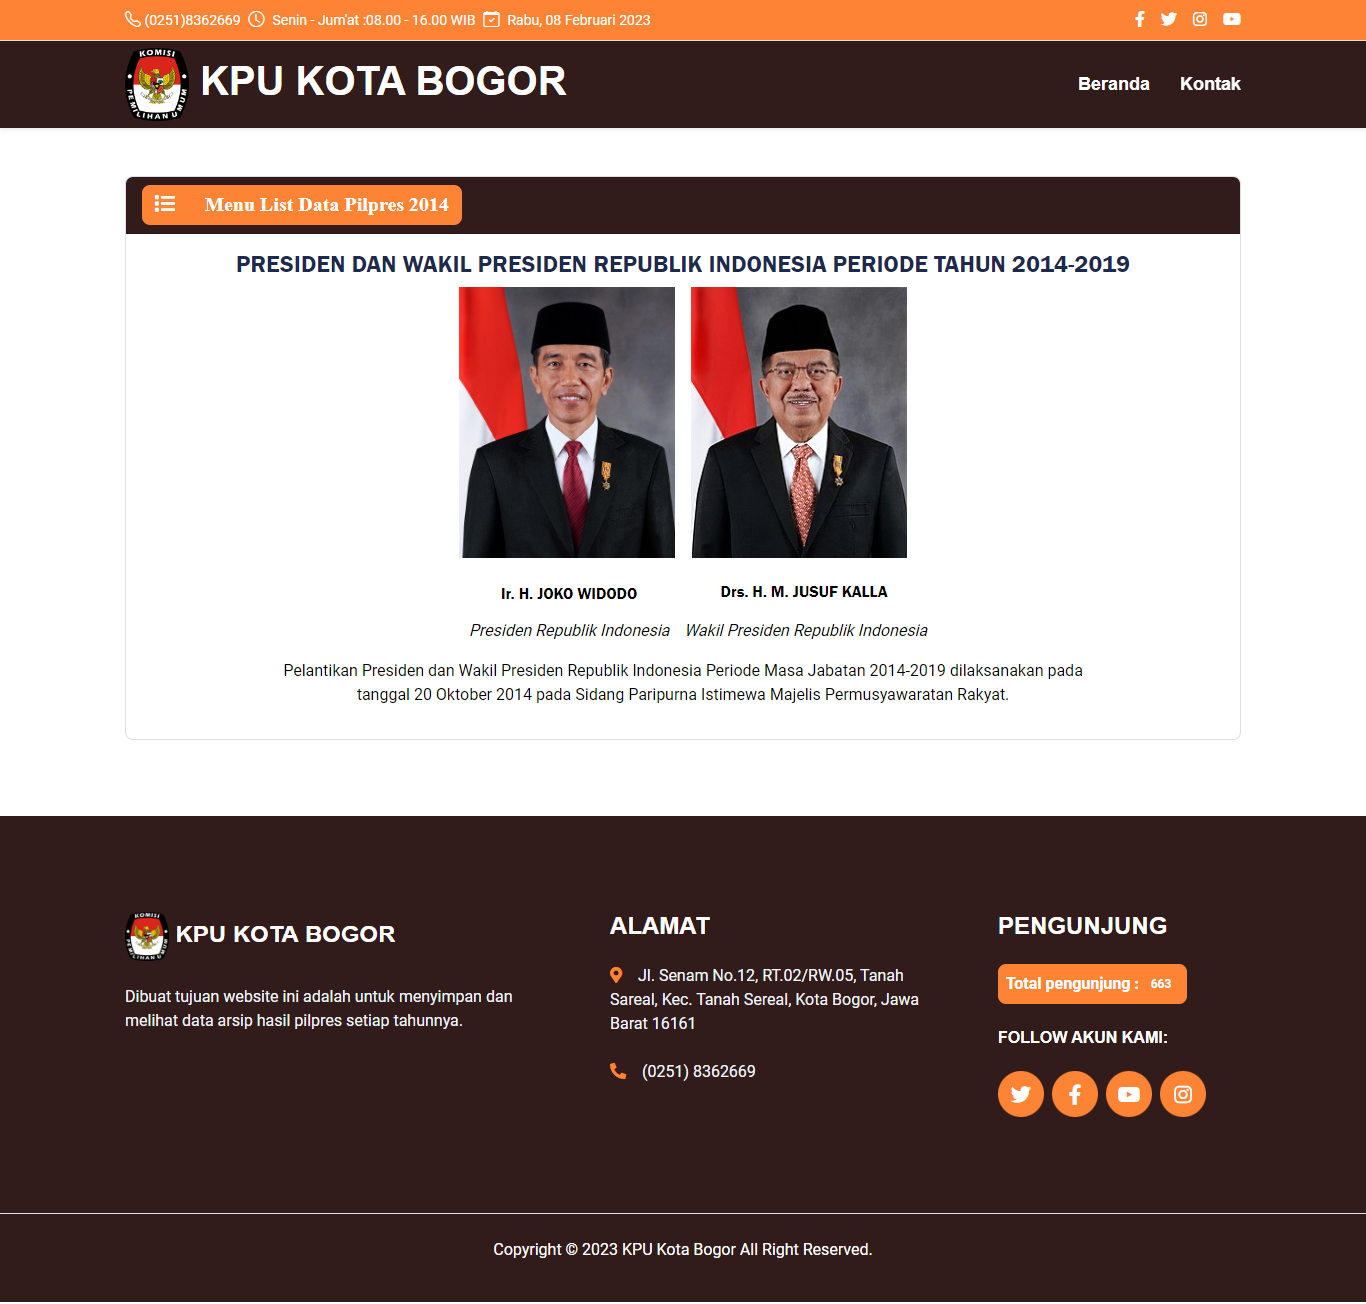 (0251)8362669 Senin - Jum'at :08.00 - 16.00 WIB Rabu, 08 Februari 2023
KOMISI
PEMILIHAN UMUM
KPU KOTA BOGOR
Beranda Kontak
Menu List Data Pilpres 2014
PRESIDEN DAN WAKIL PRESIDEN REPUBLIK INDONESIA PERIODE TAHUN 2014-2019
Ir. H. JOKO WIDODO Drs. H. M. JUSUF KALLA
Presiden Republik Indonesia Wakil Presiden Republik Indonesia
Pelantikan Presiden dan Wakil Presiden Republik Indonesia Periode Masa Jabatan 2014-2019 dilaksanakan pada
tanggal 20 Oktober 2014 pada Sidang Paripurna Istimewa Majelis Permusyawaratan Rakyat.
KOMISI
PEMILIHAN UMUM
KPU KOTA BOGOR
Dibuat tujuan website ini adalah untuk menyimpan dan
melihat data arsip hasil pilpres setiap tahunnya.
ALAMAT
Jl. Senam No.12, RT.02/RW.05, Tanah
Sareal, Kec. Tanah Sereal, Kota Bogor, Jawa
Barat 16161
(0251) 8362669
PENGUNJUNG
Total pengunjung : 663
FOLLOW AKUN KAMI:
Copyright © 2023 KPU Kota Bogor All Right Reserved.